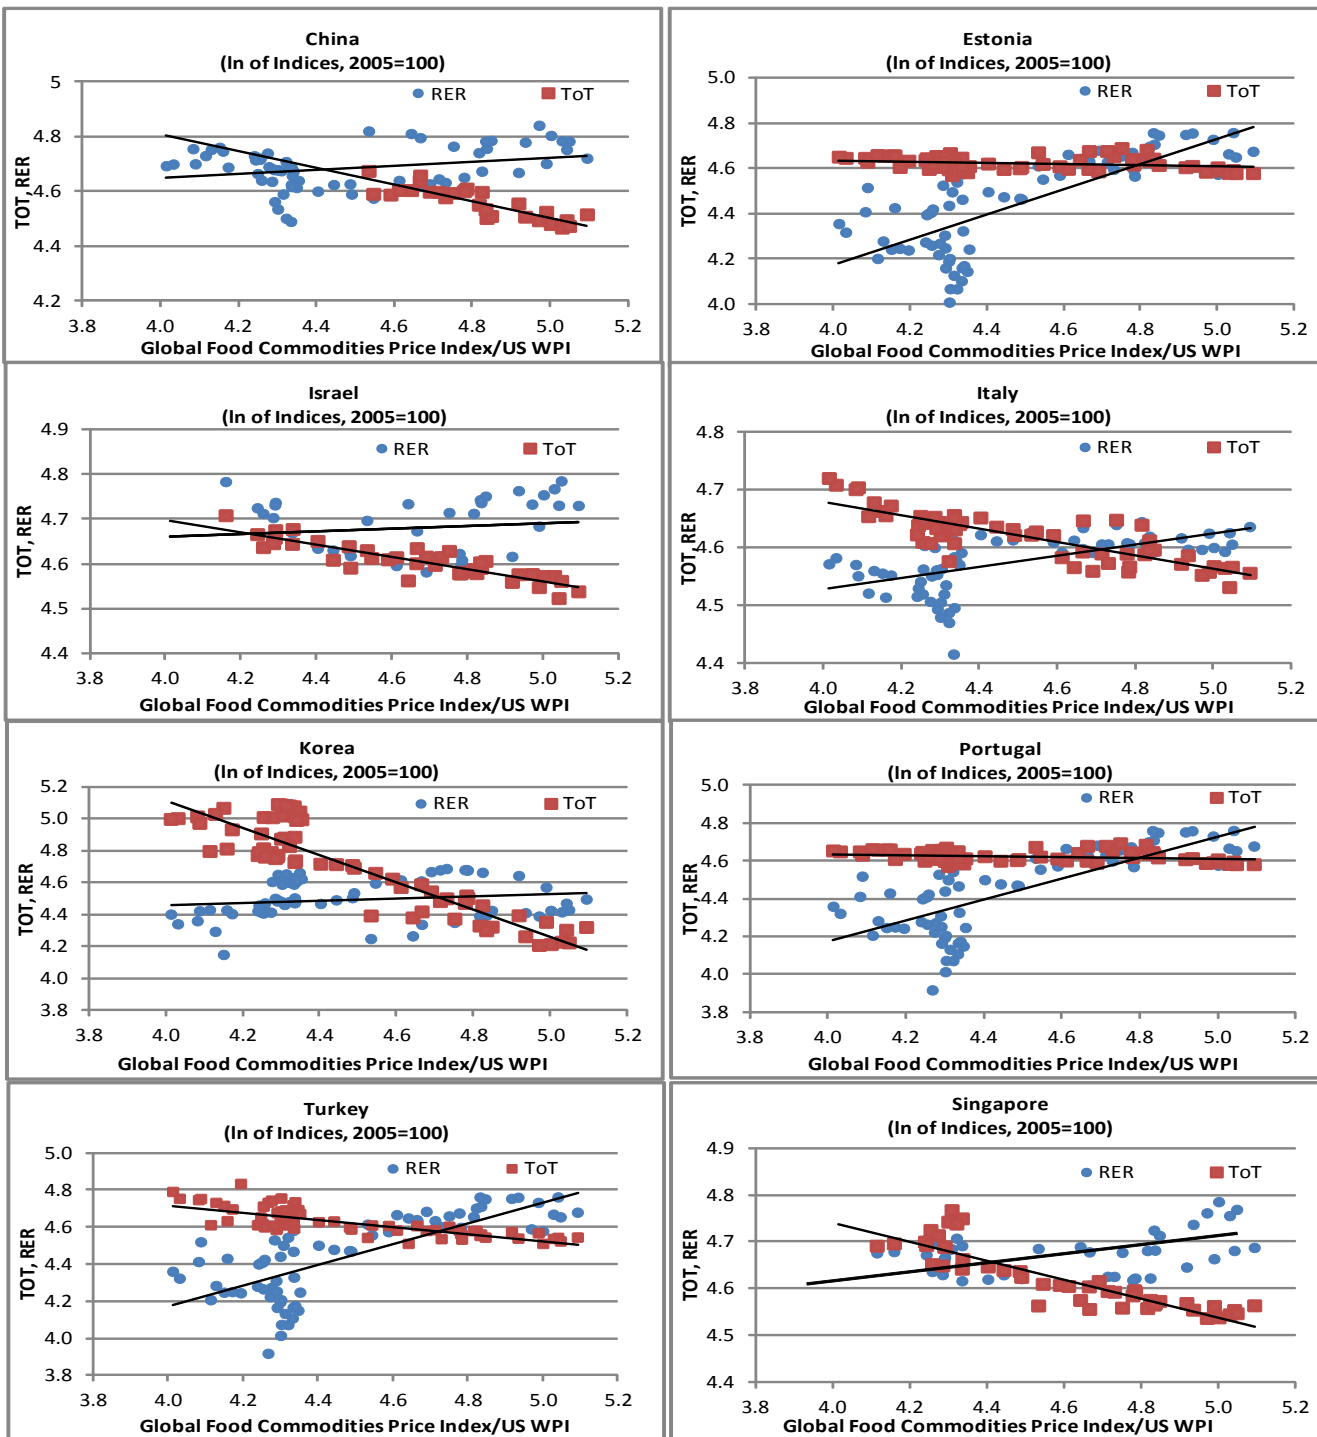 China
(ln of Indices, 2005=100)
RER ToT
5
4.8
4.6
4.4
4.2
TOT, RER
3.8 4.0 4.2 4.4 4.6 4.8 5.0 5.2
Global Food Commodities Price Index/US WPI
Estonia
(ln of Indices, 2005=100)
RER ToT
5.0
4.8
4.6
4.4
4.2
4.0
TOT, RER
3.8 4.0 4.2 4.4 4.6 4.8 5.0 5.2
Global Food Commodities Price Index/US WPI
Israel
(ln of Indices, 2005=100)
RER ToT
4.9
4.8
4.7
4.6
4.5
4.4
TOT, RER
3.8 4.0 4.2 4.4 4.6 4.8 5.0 5.2
Global Food Commodities Price Index/US WPI
Italy
(ln of Indices, 2005=100)
RER ToT
4.8
4.7
4.6
4.5
4.4
TOT, RER
3.8 4.0 4.2 4.4 4.6 4.8 5.0 5.2
Global Food Commodities Price Index/US WPI
Korea
(ln of Indices, 2005=100)
RER ToT
5.2
5.0
4.8
4.6
4.4
4.2
4.0
3.8
TOT, RER
3.8 4.0 4.2 4.4 4.6 4.8 5.0 5.2
Global Food Commodities Price Index/US WPI
Portugal
(ln of Indices, 2005=100)
RER ToT
5.0
4.8
4.6
4.4
4.2
4.0
3.8
TOT, RER
3.8 4.0 4.2 4.4 4.6 4.8 5.0 5.2
Global Food Commodities Price Index/US WPI
Turkey
(ln of Indices, 2005=100)
RER ToT
5.0
4.8
4.6
4.4
4.2
4.0
3.8
TOT, RER
3.8 4.0 4.2 4.4 4.6 4.8 5.0 5.2
Global Food Commodities Price Index/US WPI
Singapore
(ln of Indices, 2005=100)
RER ToT
4.9
4.8
4.7
4.6
4.5
4.4
TOT, RER
3.8 4.0 4.2 4.4 4.6 4.8 5.0 5.2
Global Food Commodities Price Index/US WPI